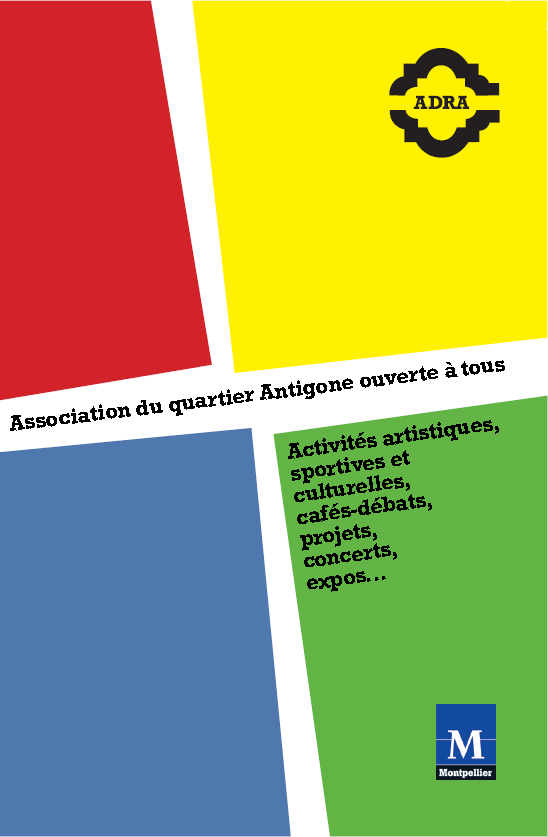 ADRA
Association du quartier Antigone ouverte à tous
Activités artistiques,
sportives et
culturelles,
cafés-débats,
projets,
concerts,
expos...
M
Montpellier